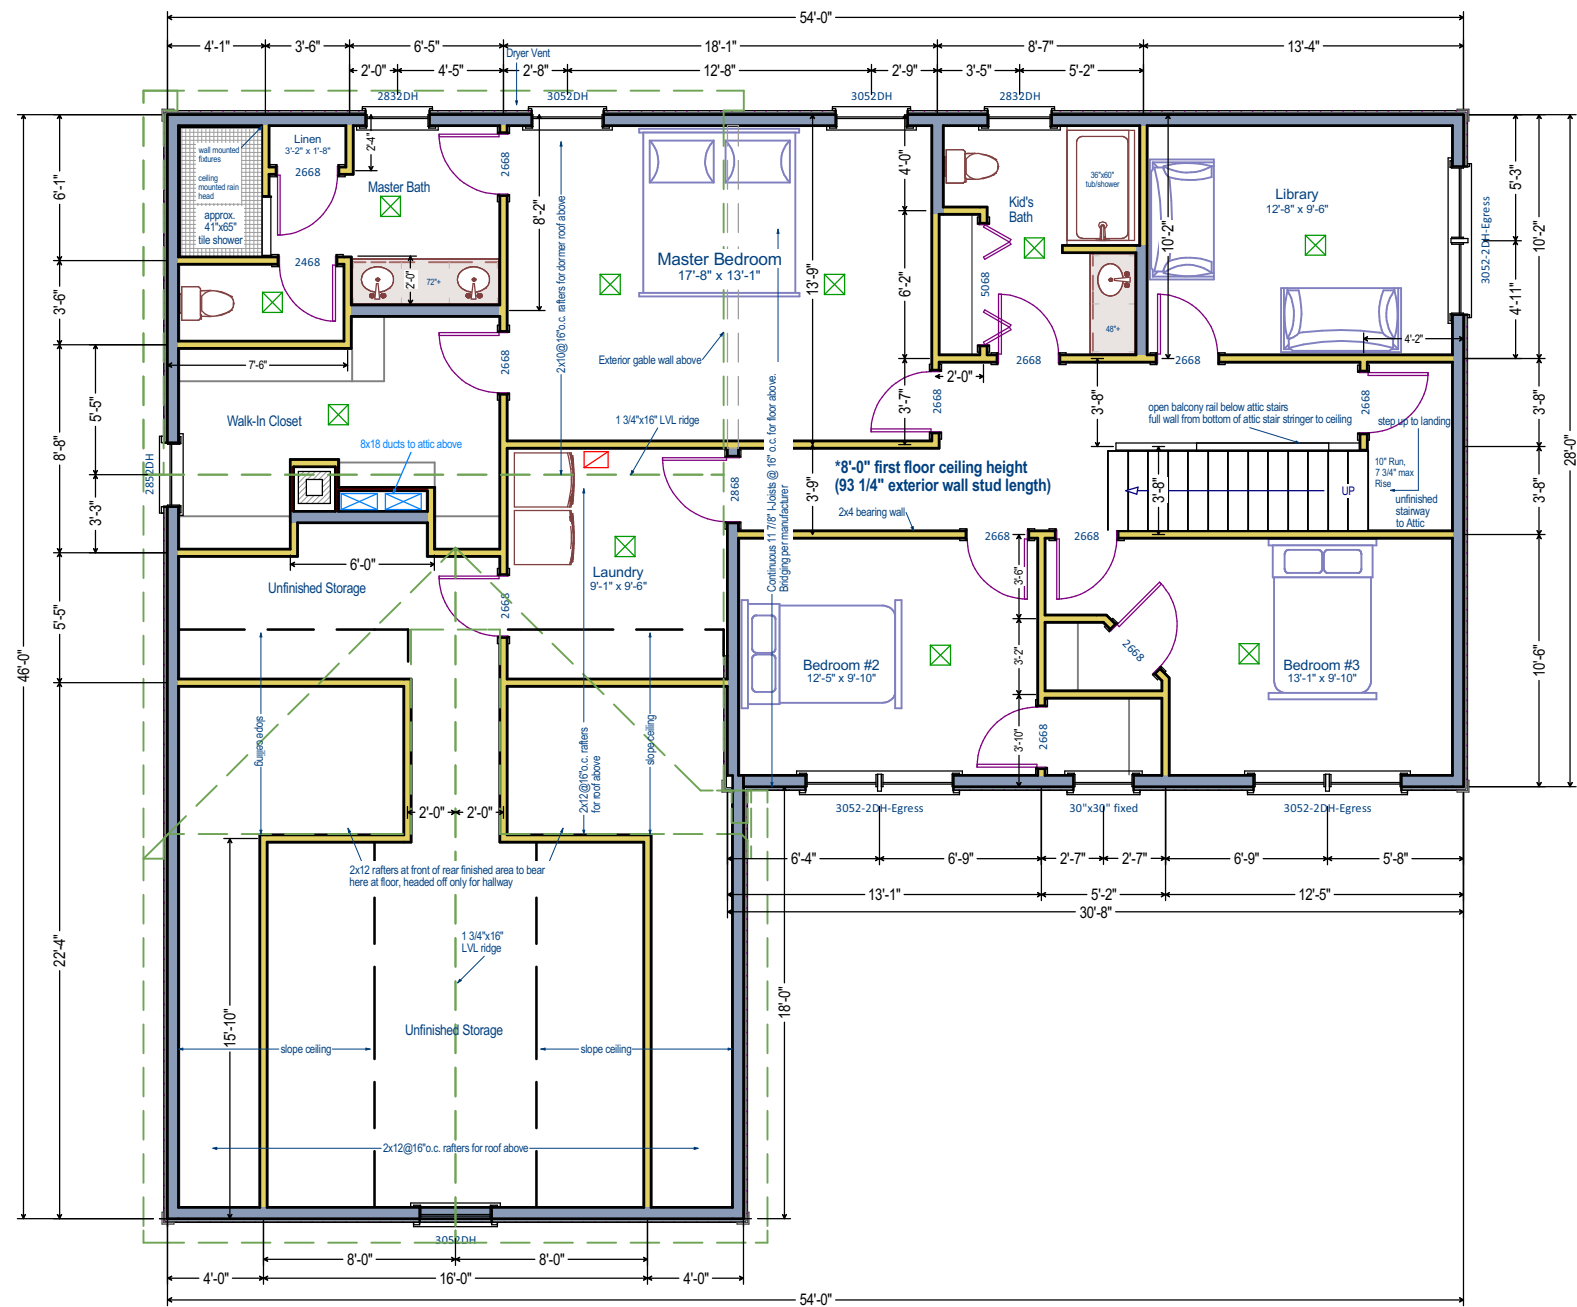 54'-0"
4'-1"
3'-6"
6'-5"
18'-1"
8'-7"
13'-4"
Dryer Vent
2'-0"
4'-5"
2'-8"
12'-8"
2'-9"
3'-5"
5'-2"
2832DH
3052DH
3052DH
2832DH
wall mounted
fixtures
ceiling
mounted rain
head
approx.
41"x65"
tile shower
Linen
3'-2" x 1'-8"
2668
2'-4"
Master Bath
2668
8'-2"
2468
2'-0"
72"+
2x10@16"o.c. rafters for dormer roof above
Master Bedroom
17'-8" x 13'-1"
13'-9"
4'-0"
6'-2"
3'-7"
Exterior gable wall above
1 3/4"x16" LVL ridge
Kid's
Bath
36"x60"
tub/shower
5068
48"+
10'-2"
2668
2668
2'-0"
2668
Library
12'-8" x 9'-6"
4'-2"
3052-2DH-Egress
5'-3"
4'-11"
10'-2"
3'-8"
3'-8"
10'-6"
28'-0"
6'-1"
3'-6"
8'-8"
5'-5"
22'-4"
46'-0"
5'-5"
3'-3"
7'-6"
2668
Walk-In Closet
8x18 ducts to attic above
2852DH
6'-0"
Unfinished Storage
2668
Laundry
9'-1" x 9'-6"
2868
3'-9"
Continuous 11 7/8" I-Joists @ 16" o.c. for floor above.
Bridging per manufacturer
*8'-0" first floor ceiling height
(93 1/4" exterior wall stud length)
2x4 bearing wall
3'-8"
open balcony rail below attic stairs
full wall from bottom of attic stair stringer to ceiling
2668
step up to landing
10" Run,
7 3/4" max
Rise
unfinished
stairway
to Attic
UP
3'-8"
2668
2668
3'-6"
3'-2"
3'-10"
2668
2668
Bedroom #2
12'-5" x 9'-10"
Bedroom #3
13'-1" x 9'-10"
slope ceiling
slope ceiling
2x12@16"o.c. rafters
for roof above
2'-0"
2'-0"
2x12 rafters at front of rear finished area to bear
here at floor, headed off only for hallway
3052-2DH-Egress
30"x30" fixed
3052-2DH-Egress
6'-4"
6'-9"
2'-7"
2'-7"
6'-9"
5'-8"
13'-1"
5'-2"
12'-5"
30'-8"
18'-0"
15'-10"
1 3/4"x16"
LVL ridge
Unfinished Storage
slope ceiling
slope ceiling
2x12@16"o.c. rafters for roof above
3052DH
8'-0"
8'-0"
4'-0"
16'-0"
4'-0"
54'-0"